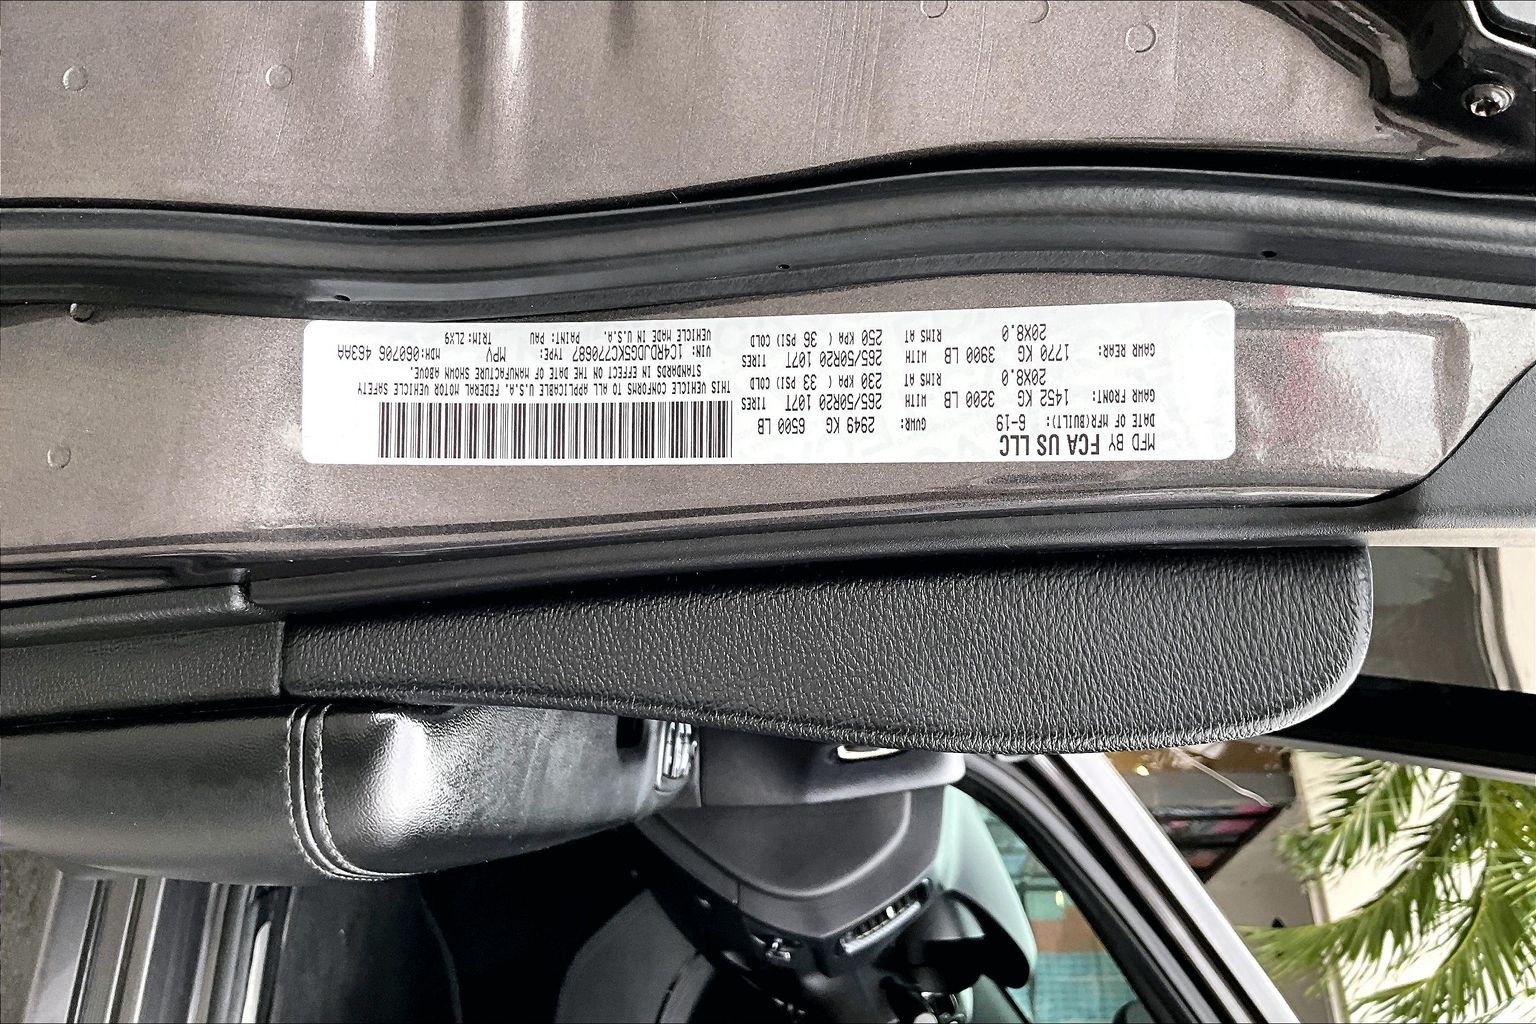 MFD BY FCA US LLC
DATE OF MFR(BUILT): 6-19 GVWR: 2949 KG 6500 LB
GAWR FRONT: 1452 KG 3200 LB WITH 265/50R20 107T TIRES
20X8.0 RIMS AT 230 KPA ( 33 PSI) COLD
GAWR REAR: 1770 KG 3900 LB WITH 265/50R20 107T TIRES
20X8.0 RIMS AT 250 KPA ( 36 PSI) COLD
THIS VEHICLE CONFORMS TO ALL APPLICABLE U.S.A. FEDERAL MOTOR VEHICLE SAFETY
STANDARDS IN EFFECT ON THE DATE OF MANUFACTURE SHOWN ABOVE.
VIN: 1C4RDJDG5KC770687 TYPE: MPV MDH:060706 463AA
VEHICLE MADE IN U.S.A. PAINT: PAU TRIM:ZLX9